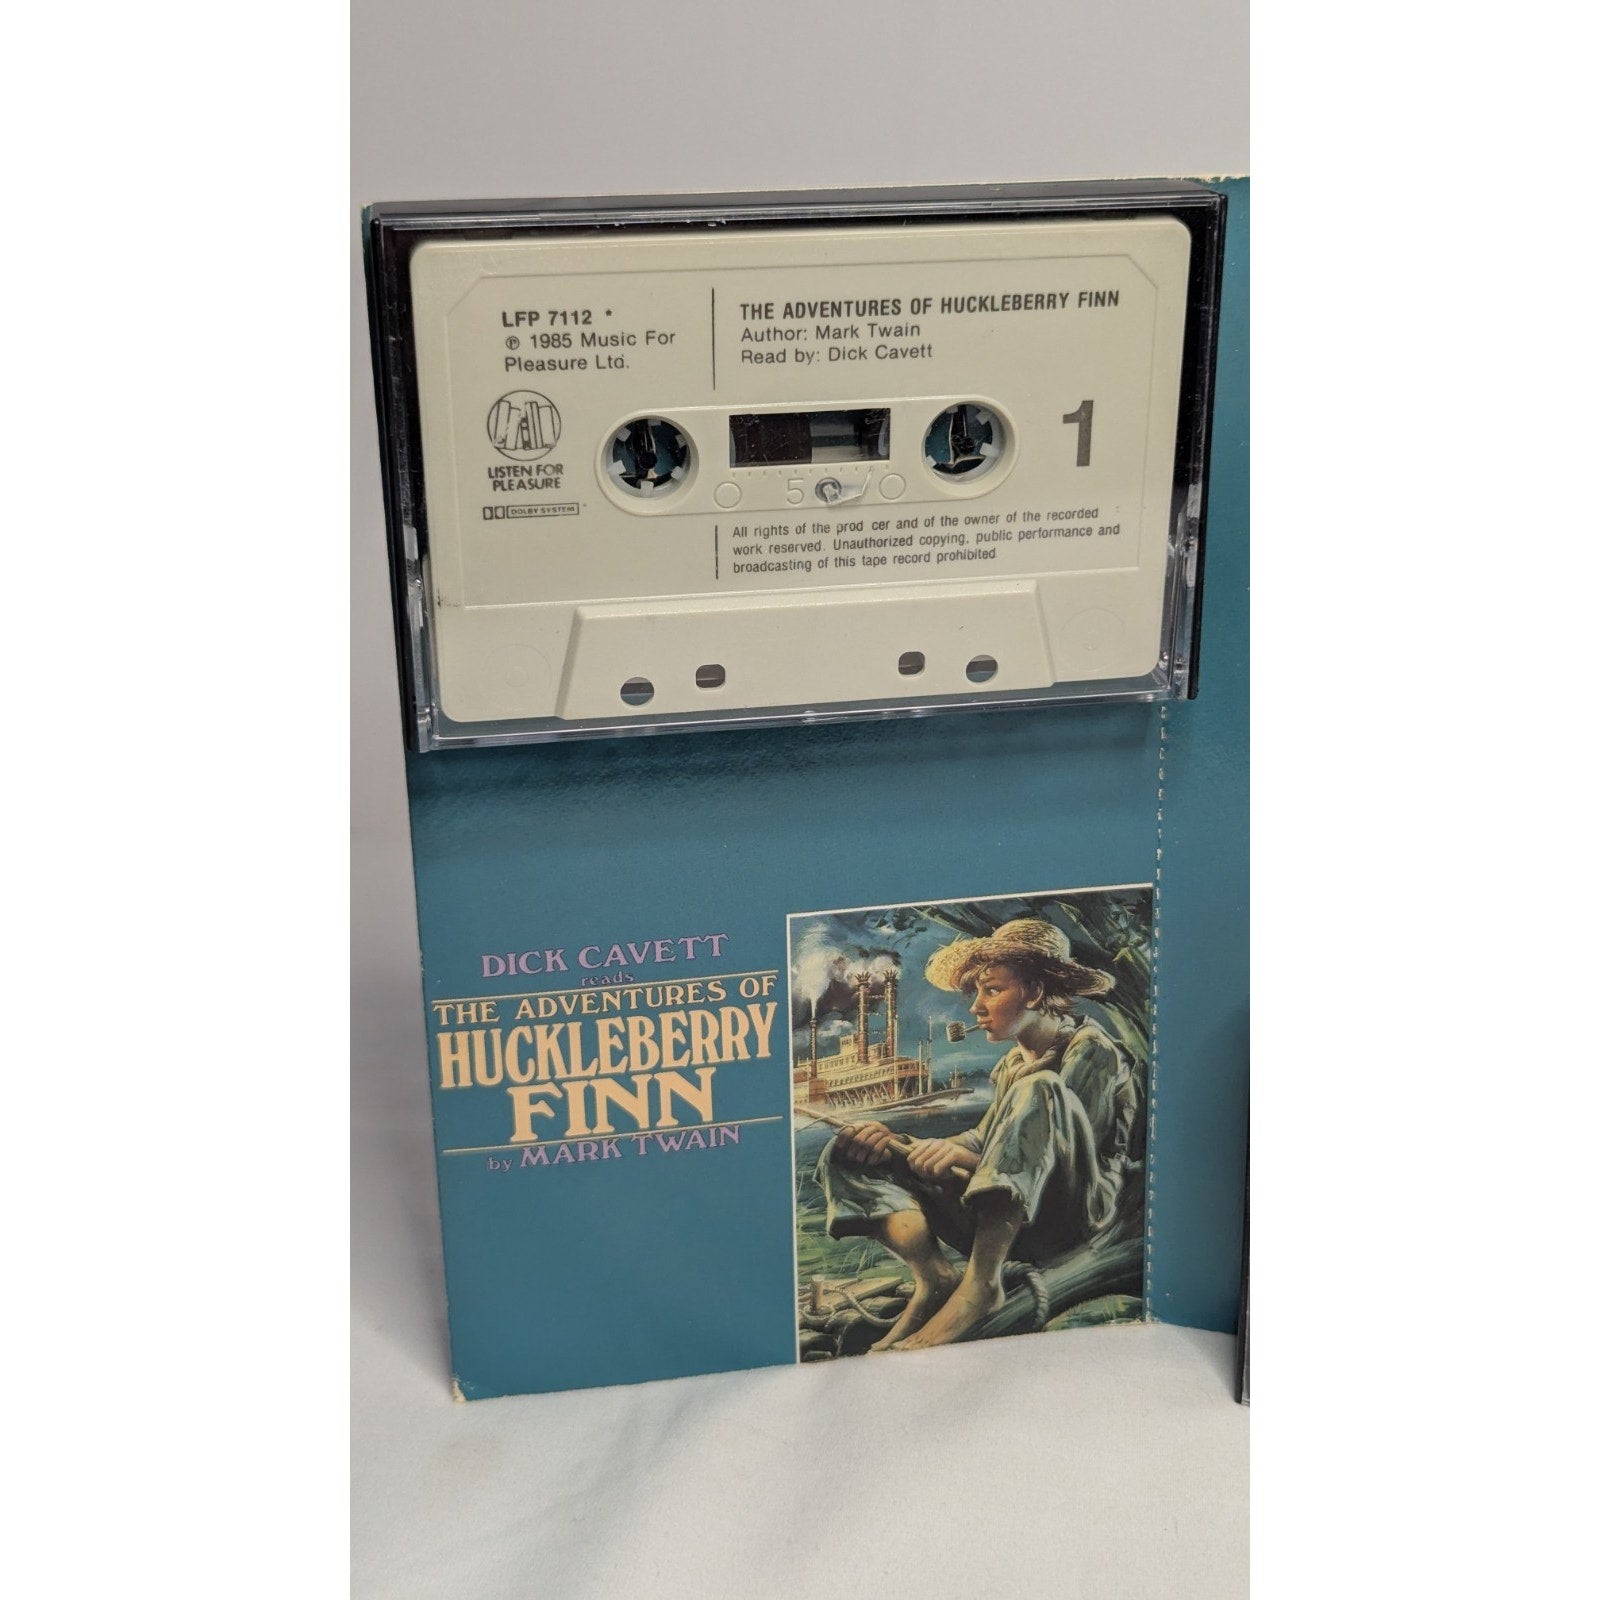 LFP 7112 *
℗ 1985 Music For
Pleasure Ltd.
THE ADVENTURES OF HUCKLEBERRY FINN
Author: Mark Twain
Read by: Dick Cavett
LISTEN FOR
PLEASURE
DOLBY SYSTEM
5
1
All rights of the prod cer and of the owner of the recorded
work reserved. Unauthorized copying, public performance and
broadcasting of this tape record prohibited.
DICK CAVETT
reads
THE ADVENTURES OF
HUCKLEBERRY
FINN
by MARK TWAIN